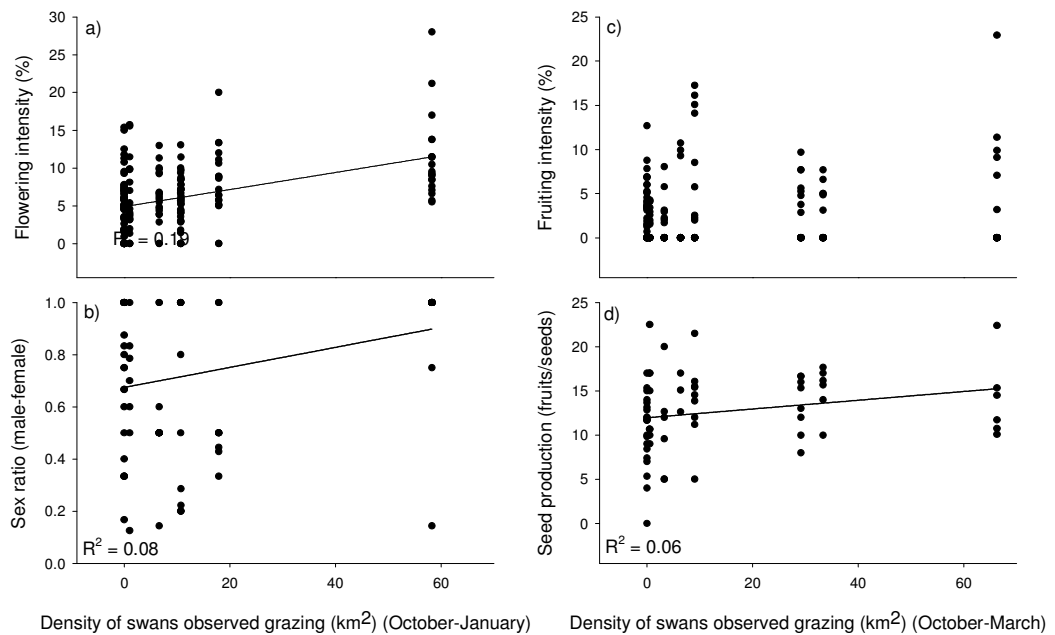 a)
30
25
20
15
10
5
0
Flowering intensity (%)
R² = 0.19
c)
30
25
20
15
10
5
0
Fruiting intensity (%)
b)
1.0
0.8
0.6
0.4
0.2
0.0
Sex ratio (male-female)
R² = 0.08
0 20 40 60
Density of swans observed grazing (km²) (October-January)
d)
25
20
15
10
5
0
Seed production (fruits/seeds)
R² = 0.06
0 20 40 60
Density of swans observed grazing (km²) (October-March)